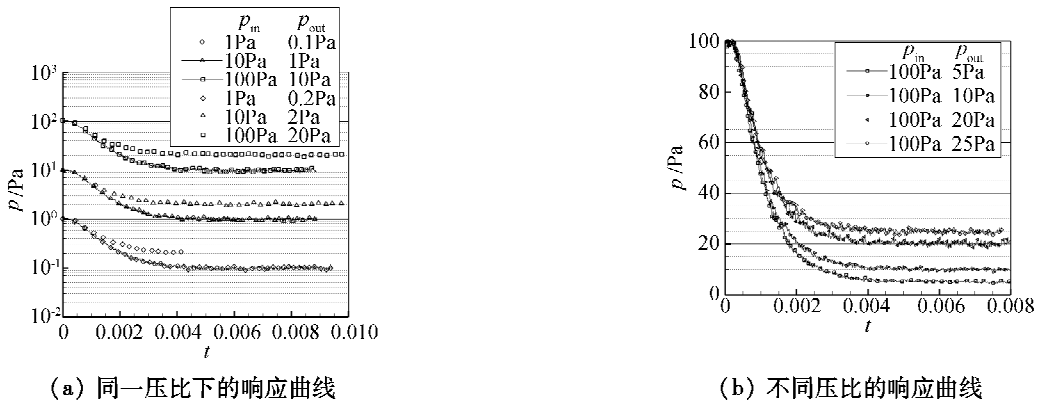 p_in p_out
1Pa 0.1Pa
10Pa 1Pa
100Pa 10Pa
1Pa 0.2Pa
10Pa 2Pa
100Pa 20Pa
10³
10²
10¹
10⁰
10⁻¹
10⁻²
p/Pa
0 0.002 0.004 0.006 0.008 0.010
t
(a) 同一压比下的响应曲线
p_in p_out
100Pa 5Pa
100Pa 10Pa
100Pa 20Pa
100Pa 25Pa
100
80
60
40
20
0
p/Pa
0 0.002 0.004 0.006 0.008
t
(b) 不同压比的响应曲线